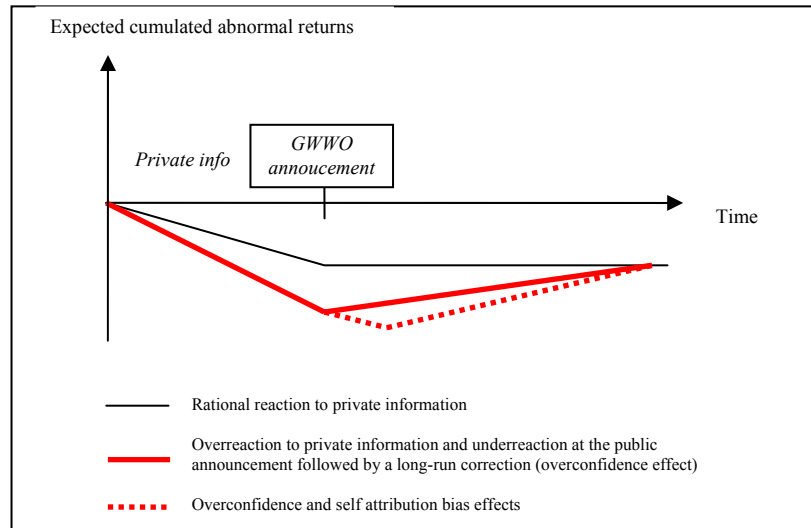 Expected cumulated abnormal returns
GWWO
annoucement
Private info
Time
Rational reaction to private information
Overreaction to private information and underreaction at the public
announcement followed by a long-run correction (overconfidence effect)
Overconfidence and self attribution bias effects